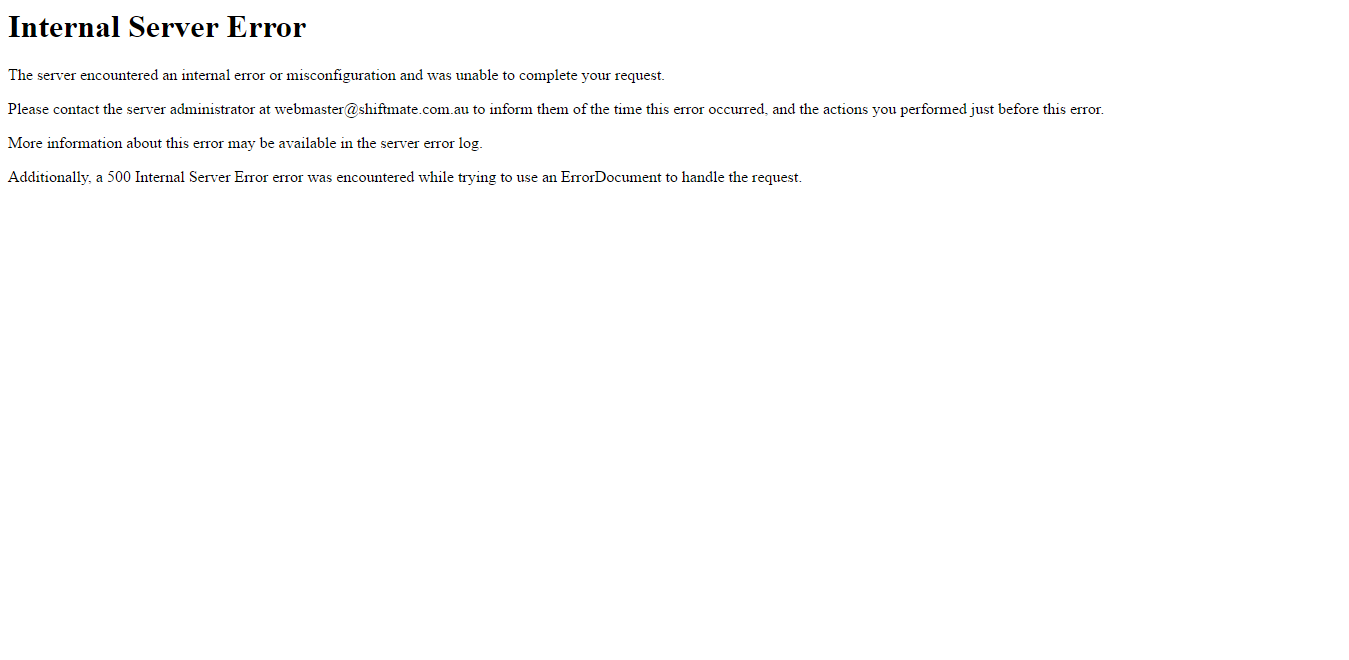 Internal Server Error
The server encountered an internal error or misconfiguration and was unable to complete your request.
Please contact the server administrator at webmaster@shiftmate.com.au to inform them of the time this error occurred, and the actions you performed just before this error.
More information about this error may be available in the server error log.
Additionally, a 500 Internal Server Error error was encountered while trying to use an ErrorDocument to handle the request.